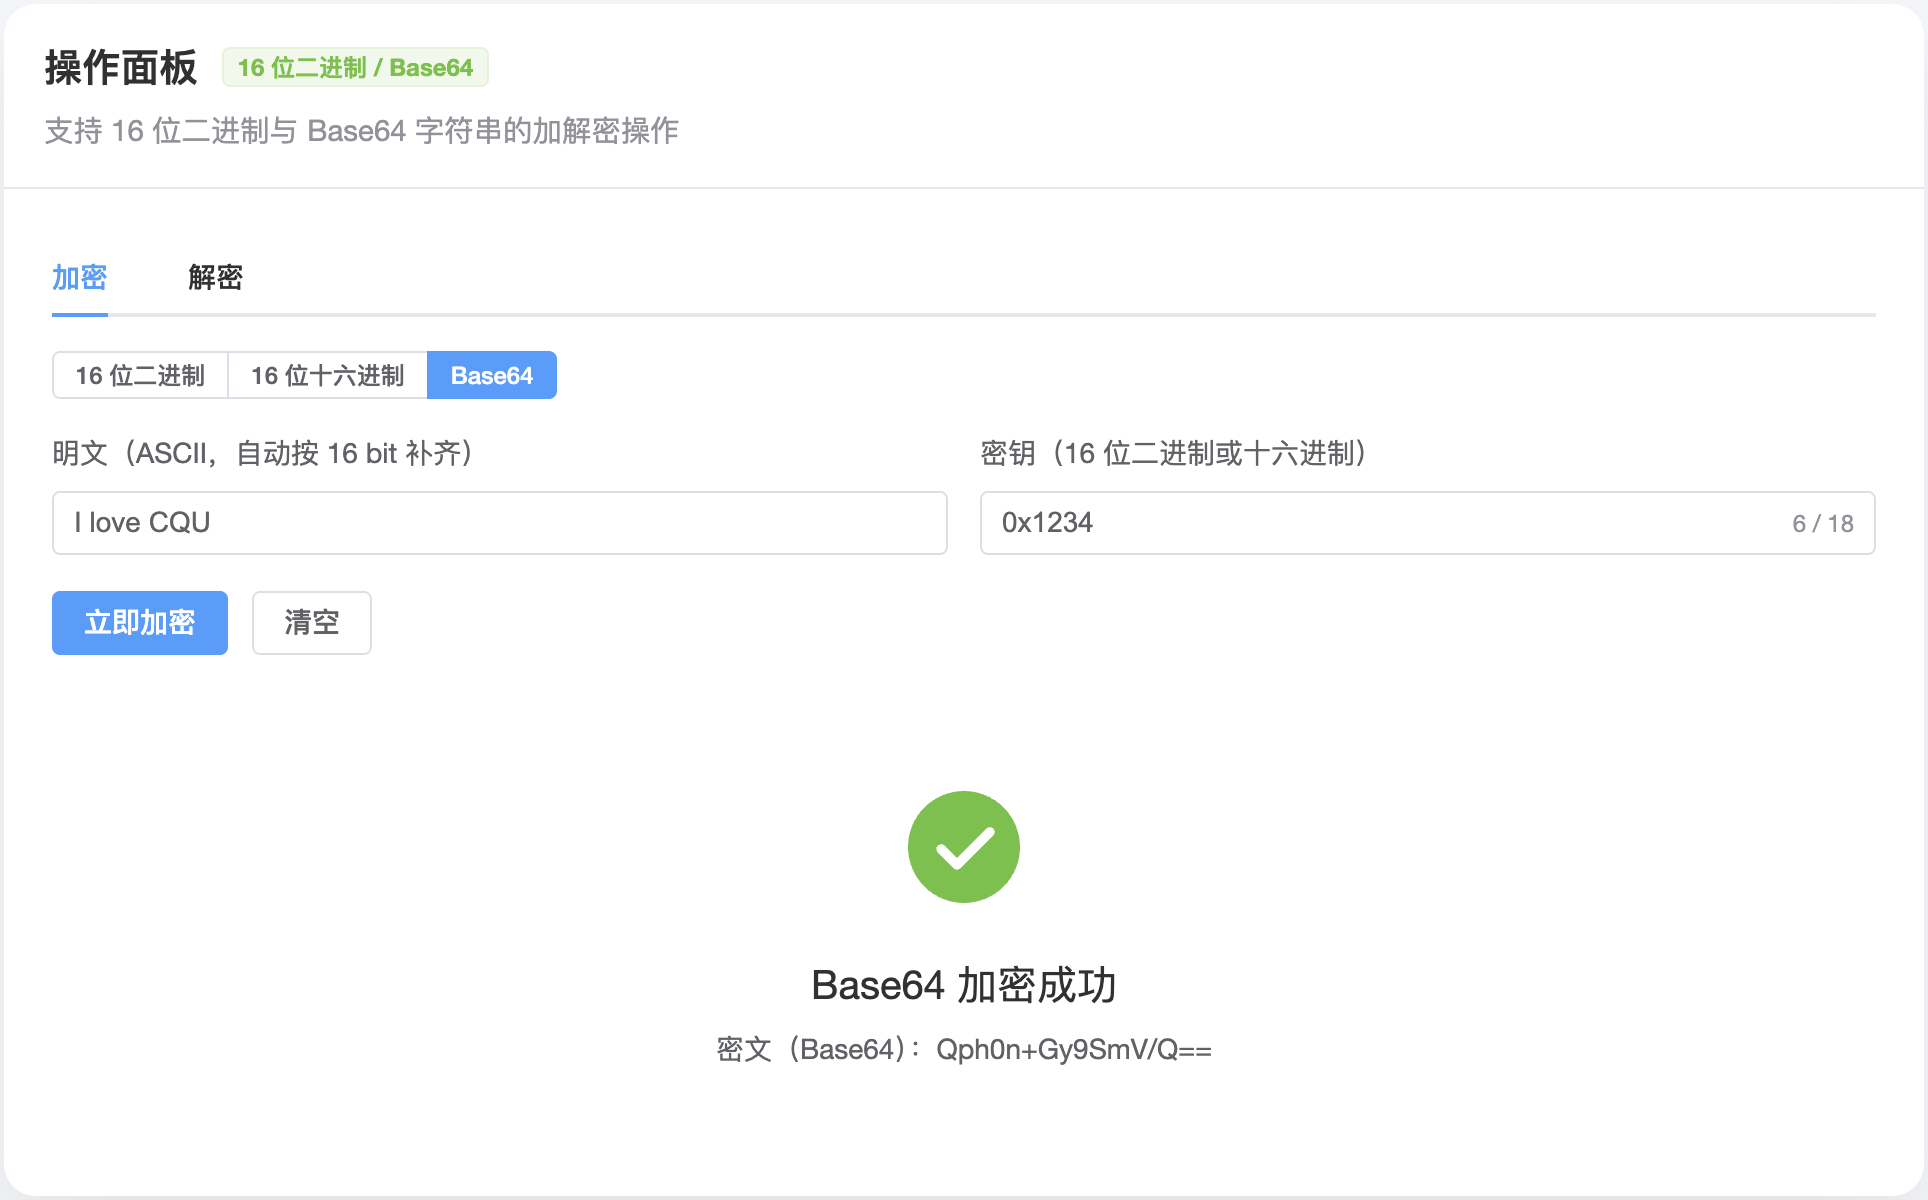 操作面板 16 位二进制 / Base64
支持 16 位二进制与 Base64 字符串的加解密操作
加密 解密
16 位二进制 16 位十六进制 Base64
明文（ASCII，自动按 16 bit 补齐） 密钥（16 位二进制或十六进制）
I love CQU 0x1234 6 / 18
立即加密 清空
Base64 加密成功
密文（Base64）：Qph0n+Gy9SmV/Q==